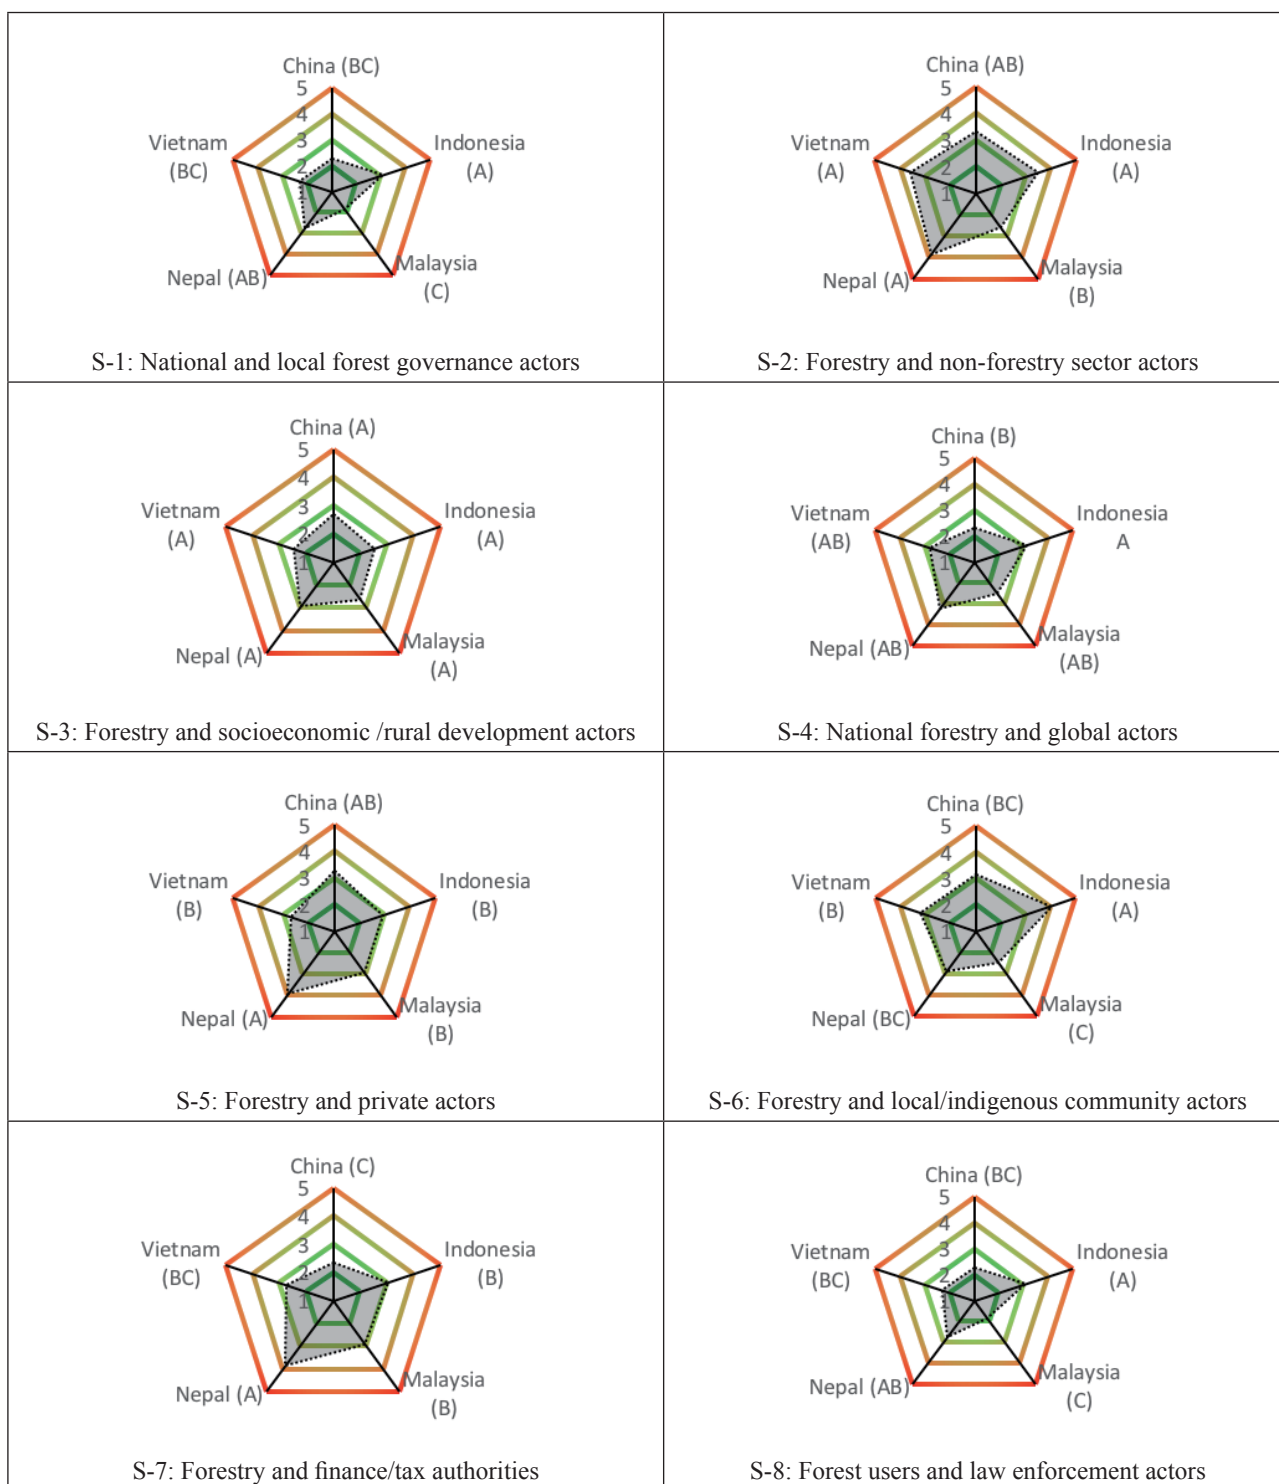 China (BC)
5
4
3
2
1
Vietnam
(BC)
Indonesia
(A)
Nepal (AB)
Malaysia
(C)
S-1: National and local forest governance actors
China (AB)
5
4
3
2
1
Vietnam
(A)
Indonesia
(A)
Nepal (A)
Malaysia
(B)
S-2: Forestry and non-forestry sector actors
China (A)
5
4
3
2
1
Vietnam
(A)
Indonesia
(A)
Nepal (A)
Malaysia
(A)
S-3: Forestry and socioeconomic /rural development actors
China (B)
5
4
3
2
1
Vietnam
(AB)
Indonesia
A
Nepal (AB)
Malaysia
(AB)
S-4: National forestry and global actors
China (AB)
5
4
3
2
1
Vietnam
(B)
Indonesia
(B)
Nepal (A)
Malaysia
(B)
S-5: Forestry and private actors
China (BC)
5
4
3
2
1
Vietnam
(B)
Indonesia
(A)
Nepal (BC)
Malaysia
(C)
S-6: Forestry and local/indigenous community actors
China (C)
5
4
3
2
1
Vietnam
(BC)
Indonesia
(B)
Nepal (A)
Malaysia
(B)
S-7: Forestry and finance/tax authorities
China (BC)
5
4
3
2
1
Vietnam
(BC)
Indonesia
(A)
Nepal (AB)
Malaysia
(C)
S-8: Forest users and law enforcement actors